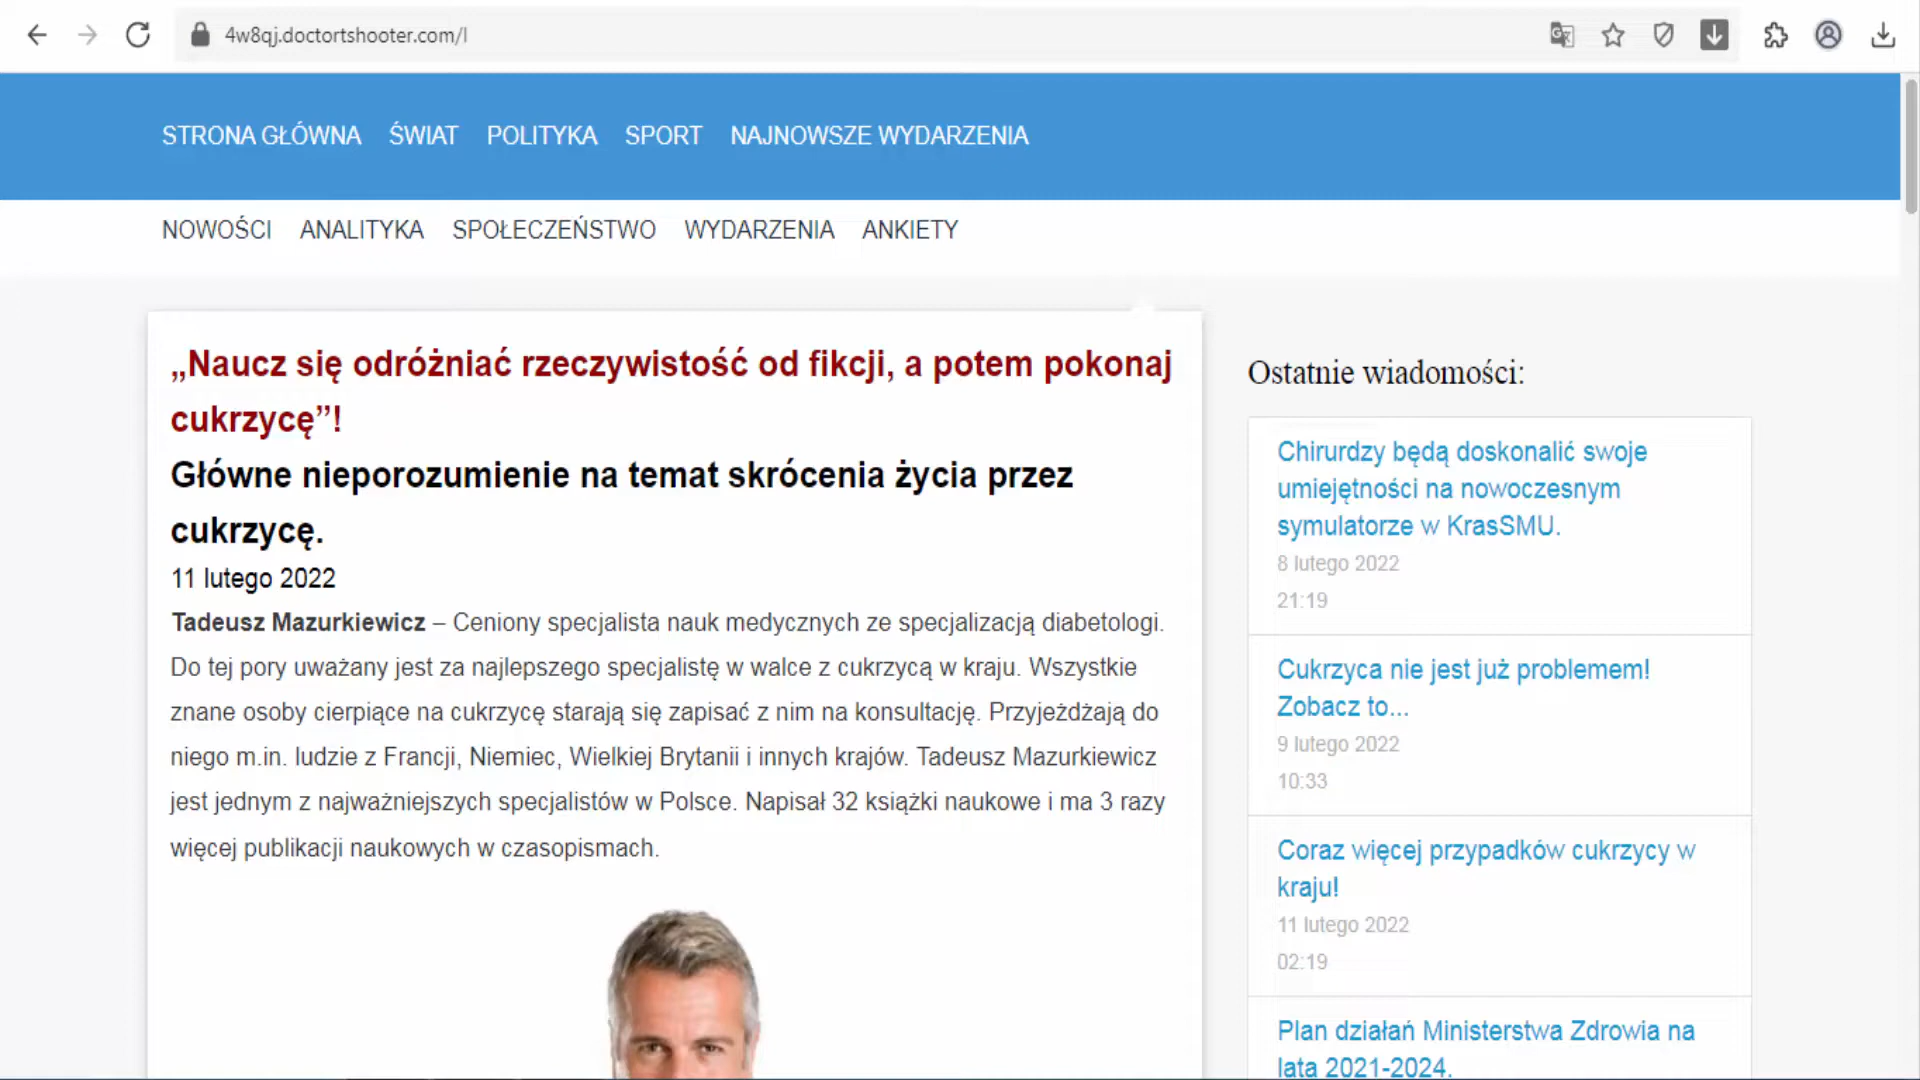 4w8qj.doctortshooter.com/l
STRONA GŁÓWNA ŚWIAT POLITYKA SPORT NAJNOWSZE WYDARZENIA
NOWOŚCI ANALITYKA SPOŁECZEŃSTWO WYDARZENIA ANKIETY
„Naucz się odróżniać rzeczywistość od fikcji, a potem pokonaj
cukrzycę”!
Główne nieporozumienie na temat skrócenia życia przez
cukrzycę.
11 lutego 2022
Tadeusz Mazurkiewicz – Ceniony specjalista nauk medycznych ze specjalizacją diabetologi.
Do tej pory uważany jest za najlepszego specjalistę w walce z cukrzycą w kraju. Wszystkie
znane osoby cierpiące na cukrzycę starają się zapisać z nim na konsultację. Przyjeżdżają do
niego m.in. ludzie z Francji, Niemiec, Wielkiej Brytanii i innych krajów. Tadeusz Mazurkiewicz
jest jednym z najważniejszych specjalistów w Polsce. Napisał 32 książki naukowe i ma 3 razy
więcej publikacji naukowych w czasopismach.
Ostatnie wiadomości:
Chirurdzy będą doskonalić swoje
umiejętności na nowoczesnym
symulatorze w KrasSMU.
8 lutego 2022
21:19
Cukrzyca nie jest już problemem!
Zobacz to...
9 lutego 2022
10:33
Coraz więcej przypadków cukrzycy w
kraju!
11 lutego 2022
02:19
Plan działań Ministerstwa Zdrowia na
lata 2021-2024.